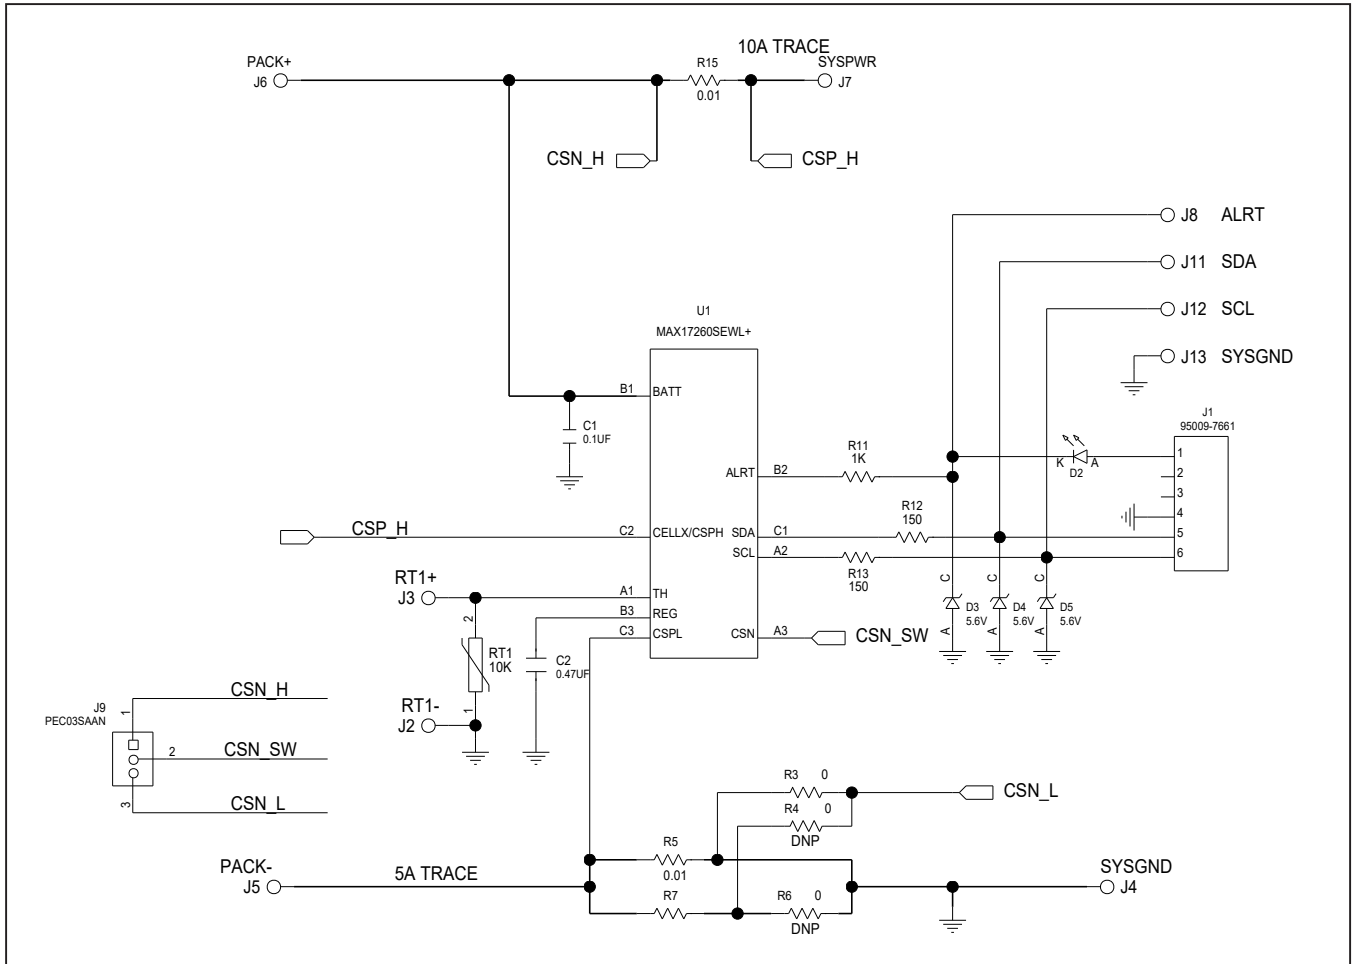 10A TRACE
PACK+
J6
R15
0.01
SYSPWR
J7
CSN_H
CSP_H
J8 ALRT
J11 SDA
J12 SCL
J13 SYSGND
U1
MAX17260SEWL+
B1 BATT
C1
0.1UF
J1
95009-7661
1
2
3
4
5
6
K D2 A
R11
1K
ALRT B2
CSP_H
C2 CELLX/CSPH
SDA C1
SCL A2
R12
150
R13
150
RT1+
J3
A1 TH
B3 REG
C3 CSPL
CSN A3
CSN_SW
C
C
C
D3
5.6V
D4
5.6V
D5
5.6V
A
A
A
2
RT1
10K
1
C2
0.47UF
RT1-
J2
J9
PEC03SAAN
1
CSN_H
2
CSN_SW
3
CSN_L
R3 0
R4 0
DNP
CSN_L
R5
0.01
R7
R6 0
DNP
PACK-
J5
5A TRACE
SYSGND
J4